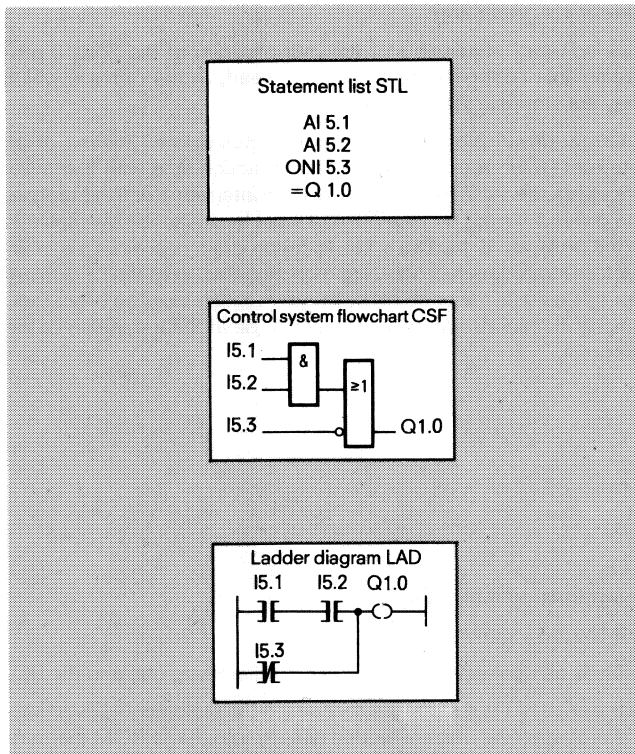 Statement list STL
AI 5.1
AI 5.2
ONI 5.3
=Q 1.0
Control system flowchart CSF
I5.1
&
I5.2
≥1
I5.3
Q1.0
Ladder diagram LAD
I5.1 I5.2 Q1.0
I5.3